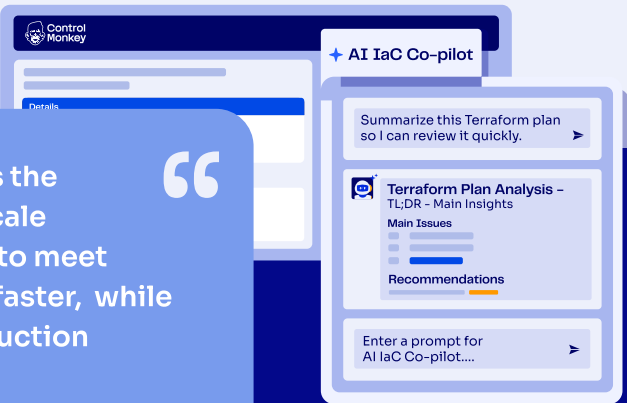 Control
Monkey
AI IaC Co-pilot
Details
the
to meet
faster, while
Summarize this Terraform plan
so I can review it quickly.
Terraform Plan Analysis –
TL;DR - Main Insights
Main Issues
Recommendations
Enter a prompt for
AI IaC Co-pilot....